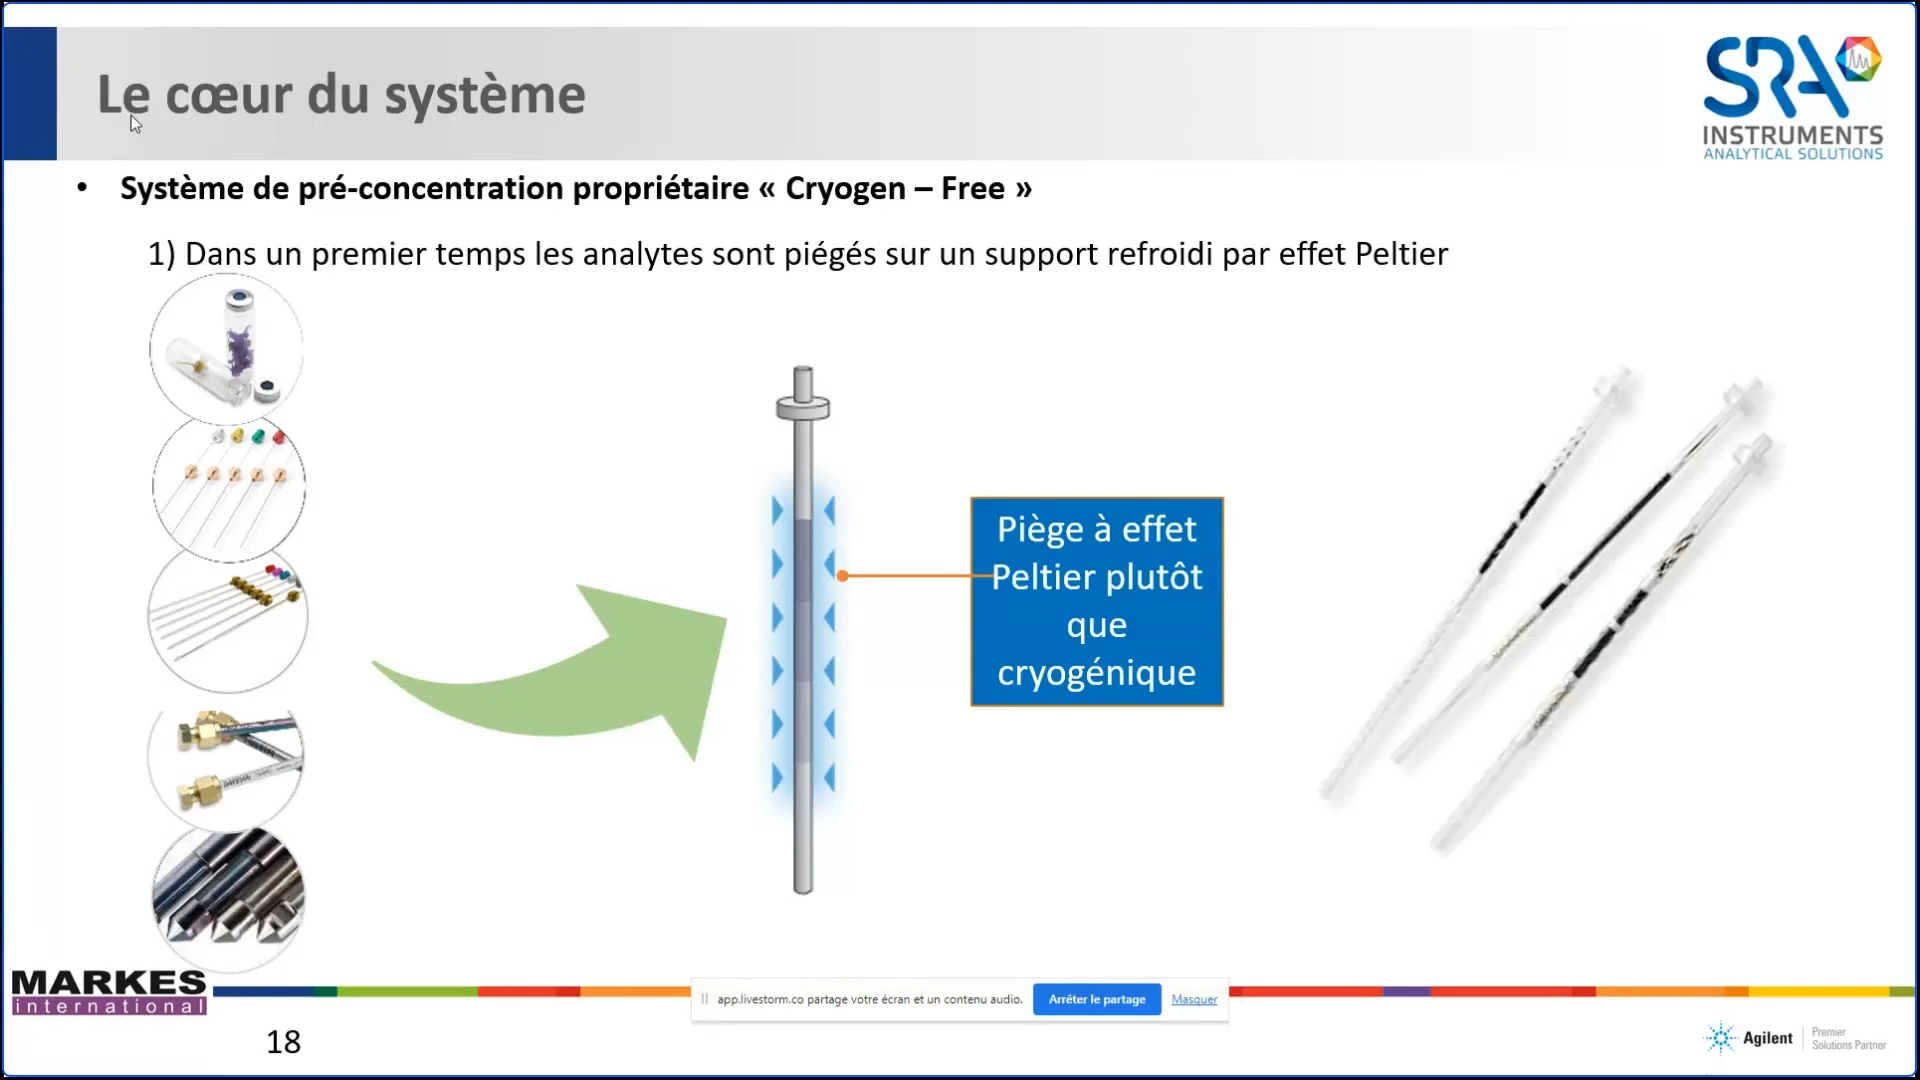 Le cœur du système
SRA
INSTRUMENTS
ANALYTICAL SOLUTIONS
• Système de pré-concentration propriétaire « Cryogen – Free »
1) Dans un premier temps les analytes sont piégés sur un support refroidi par effet Peltier
Piège à effet
Peltier plutôt
que
cryogénique
MARKES
international
app.livestorm.co partage votre écran et un contenu audio.
Arrêter le partage
Masquer
18
Agilent
Premier
Solutions Partner